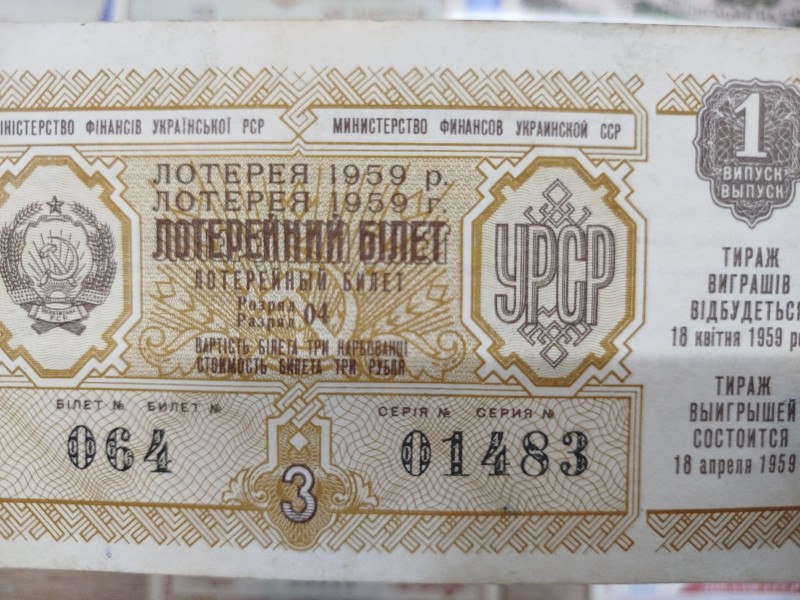 МІНІСТЕРСТВО ФІНАНСІВ УКРАЇНСЬКОЇ РСР
МИНИСТЕРСТВО ФИНАНСОВ УКРАИНСКОЙ ССР
ЛОТЕРЕЯ 1959 р.
ЛОТЕРЕЯ 1959 г.
ЛОТЕРЕЙНИЙ БІЛЕТ
ЛОТЕРЕЙНЫЙ БИЛЕТ
Розряд
Разряд 04
ВАРТІСТЬ БІЛЕТА ТРИ КАРБОВАНЦІ
СТОИМОСТЬ БИЛЕТА ТРИ РУБЛЯ
УРСР
БІЛЕТ № БИЛЕТ №
064
СЕРІЯ № СЕРИЯ №
01483
3
1
ВИПУСК
ВЫПУСК
ТИРАЖ
ВИГРАШІВ
ВІДБУДЕТЬСЯ
18 квітня 1959 р
ТИРАЖ
ВЫИГРЫШЕЙ
СОСТОИТСЯ
18 апреля 1959